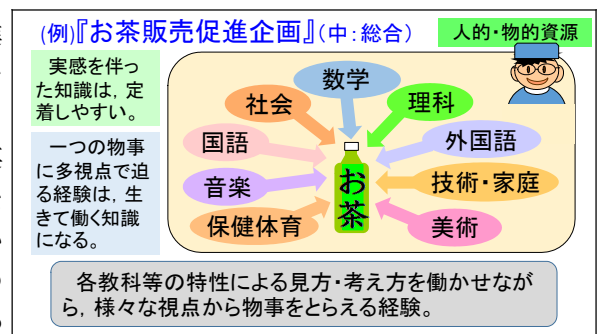 (例)『お茶販売促進企画』(中:総合)
人的・物的資源
実感を伴っ
た知識は，定
着しやすい。
一つの物事
に多視点で迫
る経験は，生
きて働く知識
になる。
数学
社会
理科
国語
外国語
音楽
技術・家庭
保健体育
美術
お茶
各教科等の特性による見方・考え方を働かせなが
ら，様々な視点から物事をとらえる経験。